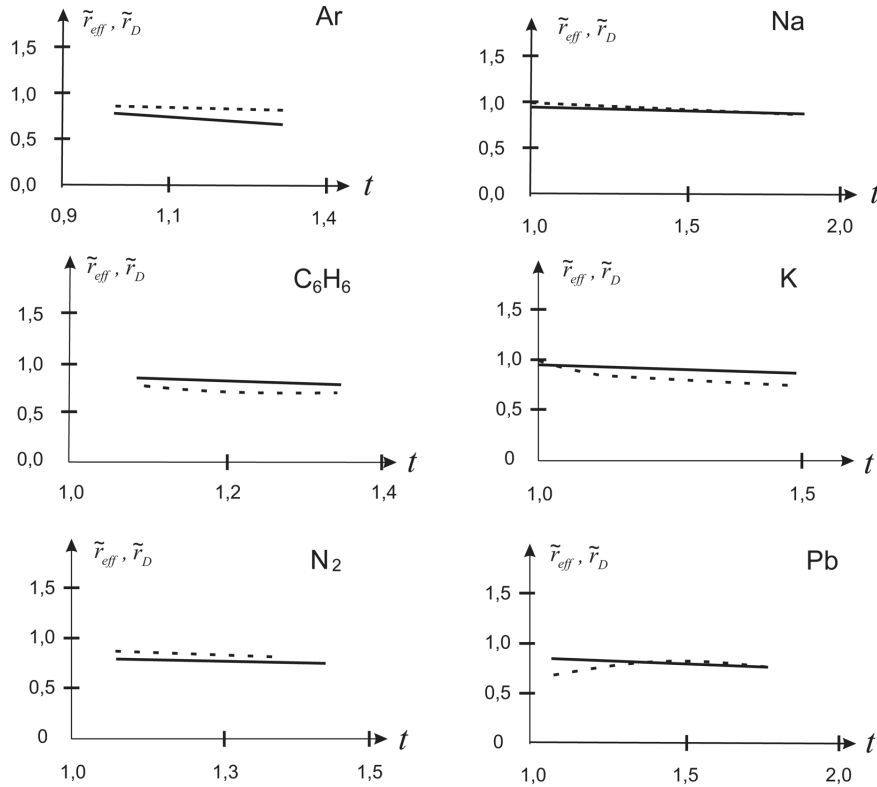 r̃eff , r̃D
Ar
1,5
1,0
0,5
0,0
t
0,9
1,1
1,4
r̃eff , r̃D
Na
1,5
1,0
0,5
0,0
t
1,0
1,5
2,0
r̃eff , r̃D
C6H6
1,5
1,0
0,5
0,0
t
1,0
1,2
1,4
r̃eff , r̃D
K
1,5
1,0
0,5
0
t
1,0
1,5
r̃eff , r̃D
N2
1,5
1,0
0,5
0
t
1,0
1,3
1,5
r̃eff , r̃D
Pb
1,5
1,0
0,5
0
t
1,0
1,5
2,0